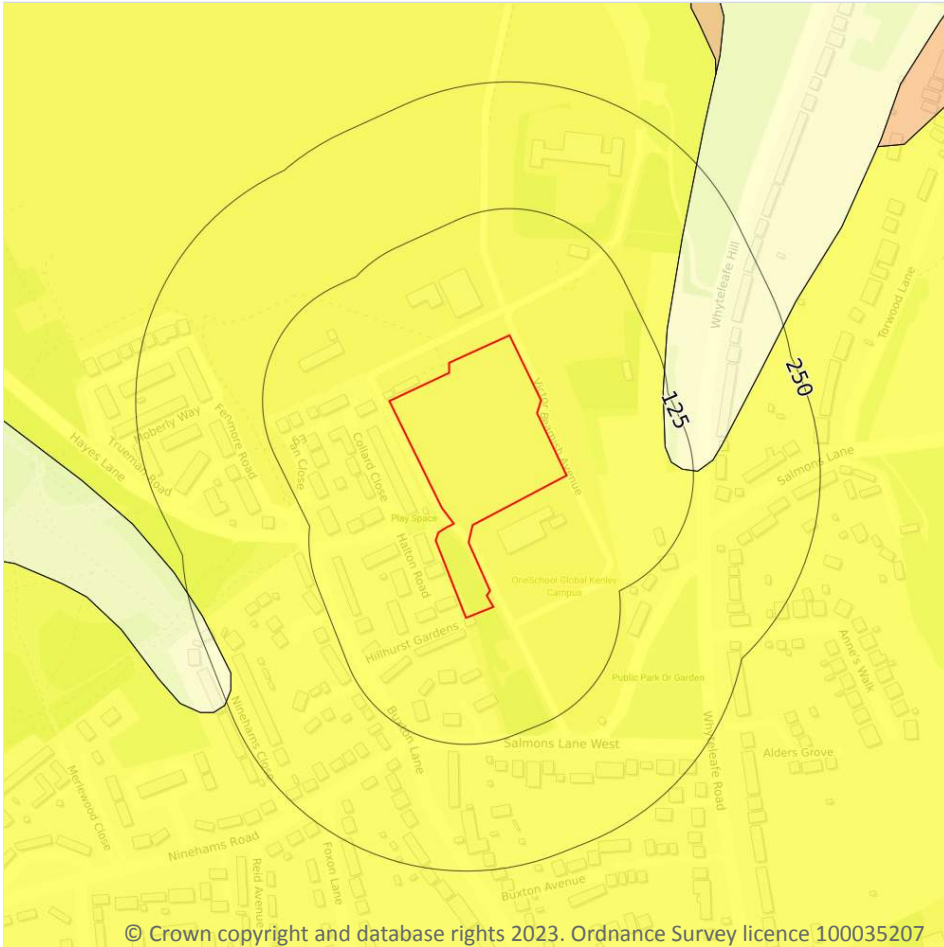 Whyteleafe Hill
Torwood Lane
250
125
Salmons Lane
Moberly Way
Fenmore Road
Trueman Road
Hayes Lane
Collard Close
Play Space
Halton Road
Victor Beamish Avenue
OneSchool Global Kenley
Campus
Hillhurst Gardens
Public Park Or Garden
Anne's Walk
Ninehams Close
Buxton Lane
Salmons Lane West
Whyteleafe Road
Alders Grove
Merlewood Close
Ninehams Road
Reid Avenue
Foxon Lane
Buxton Avenue
© Crown copyright and database rights 2023. Ordnance Survey licence 100035207